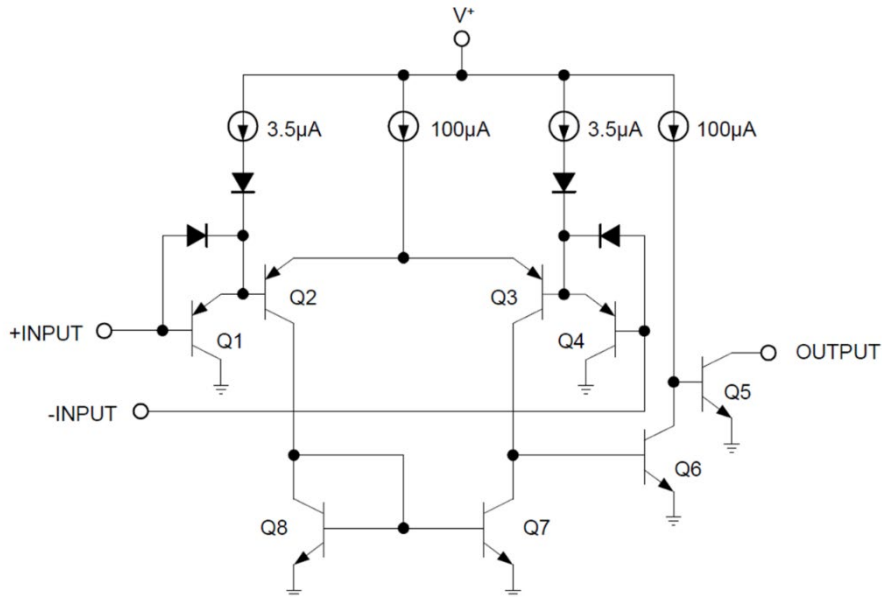 V+
3.5µA
100µA
3.5µA
100µA
Q2
Q3
+INPUT
Q1
Q4
OUTPUT
Q5
-INPUT
Q6
Q8
Q7